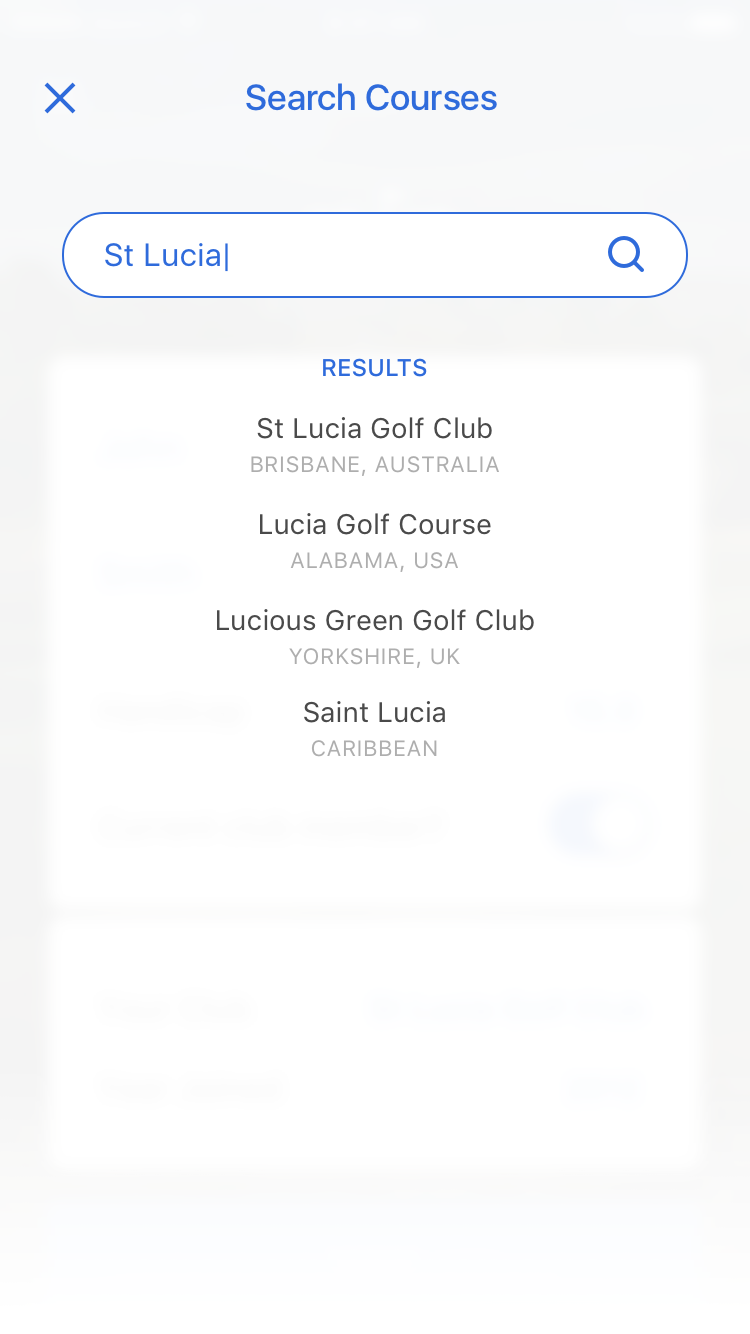 Search Courses
St Lucia
RESULTS
St Lucia Golf Club
BRISBANE, AUSTRALIA
Lucia Golf Course
ALABAMA, USA
Lucious Green Golf Club
YORKSHIRE, UK
Saint Lucia
CARIBBEAN